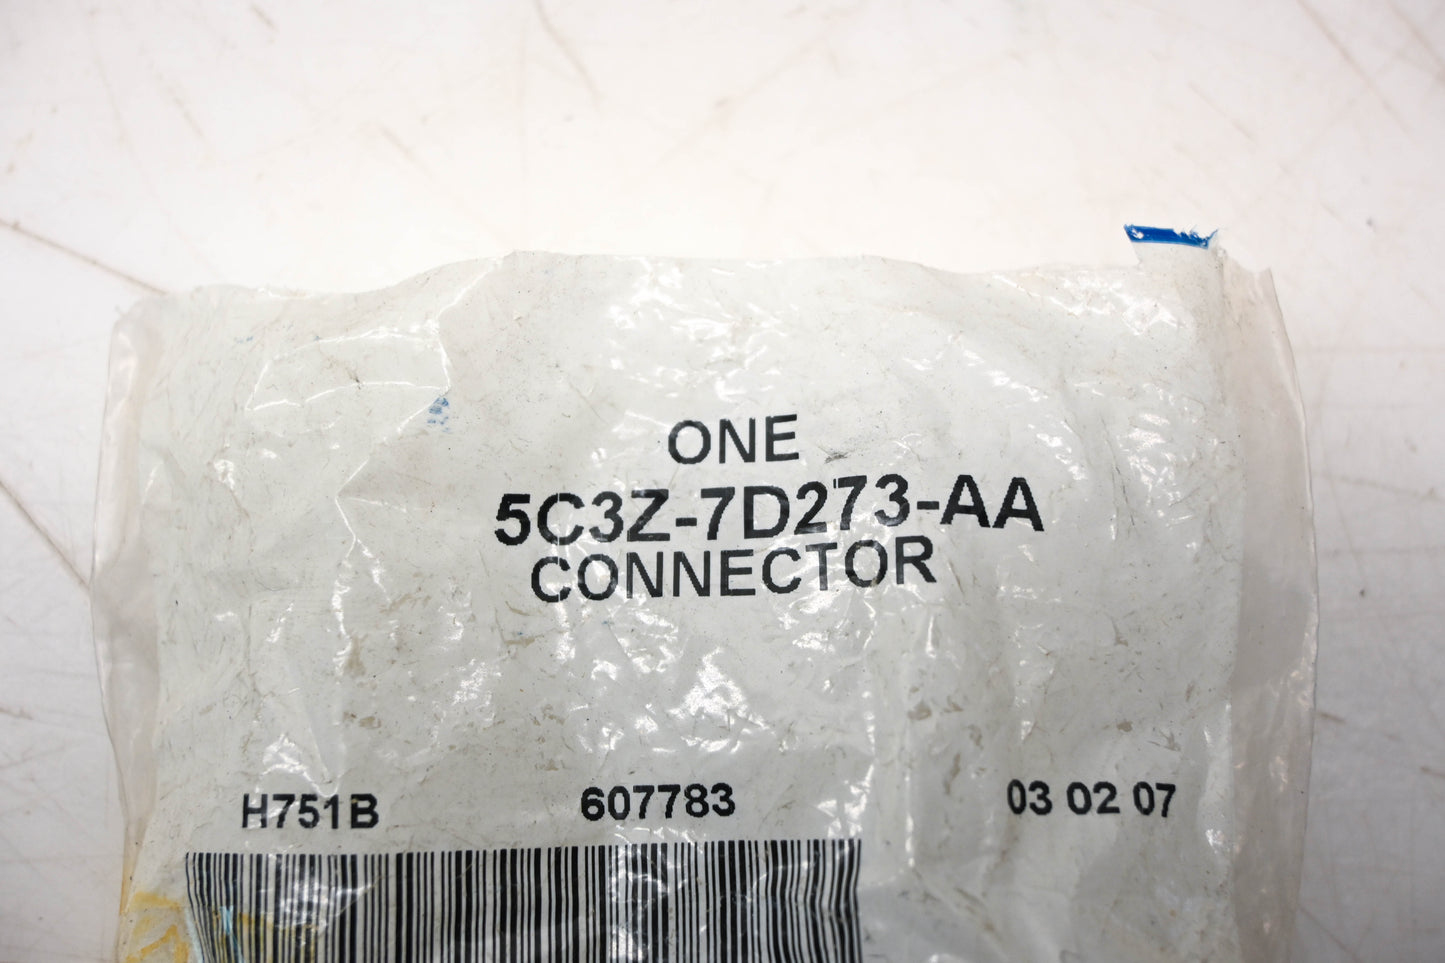 ONE
5C3Z-7D273-AA
CONNECTOR
H751B 607783 03 02 07